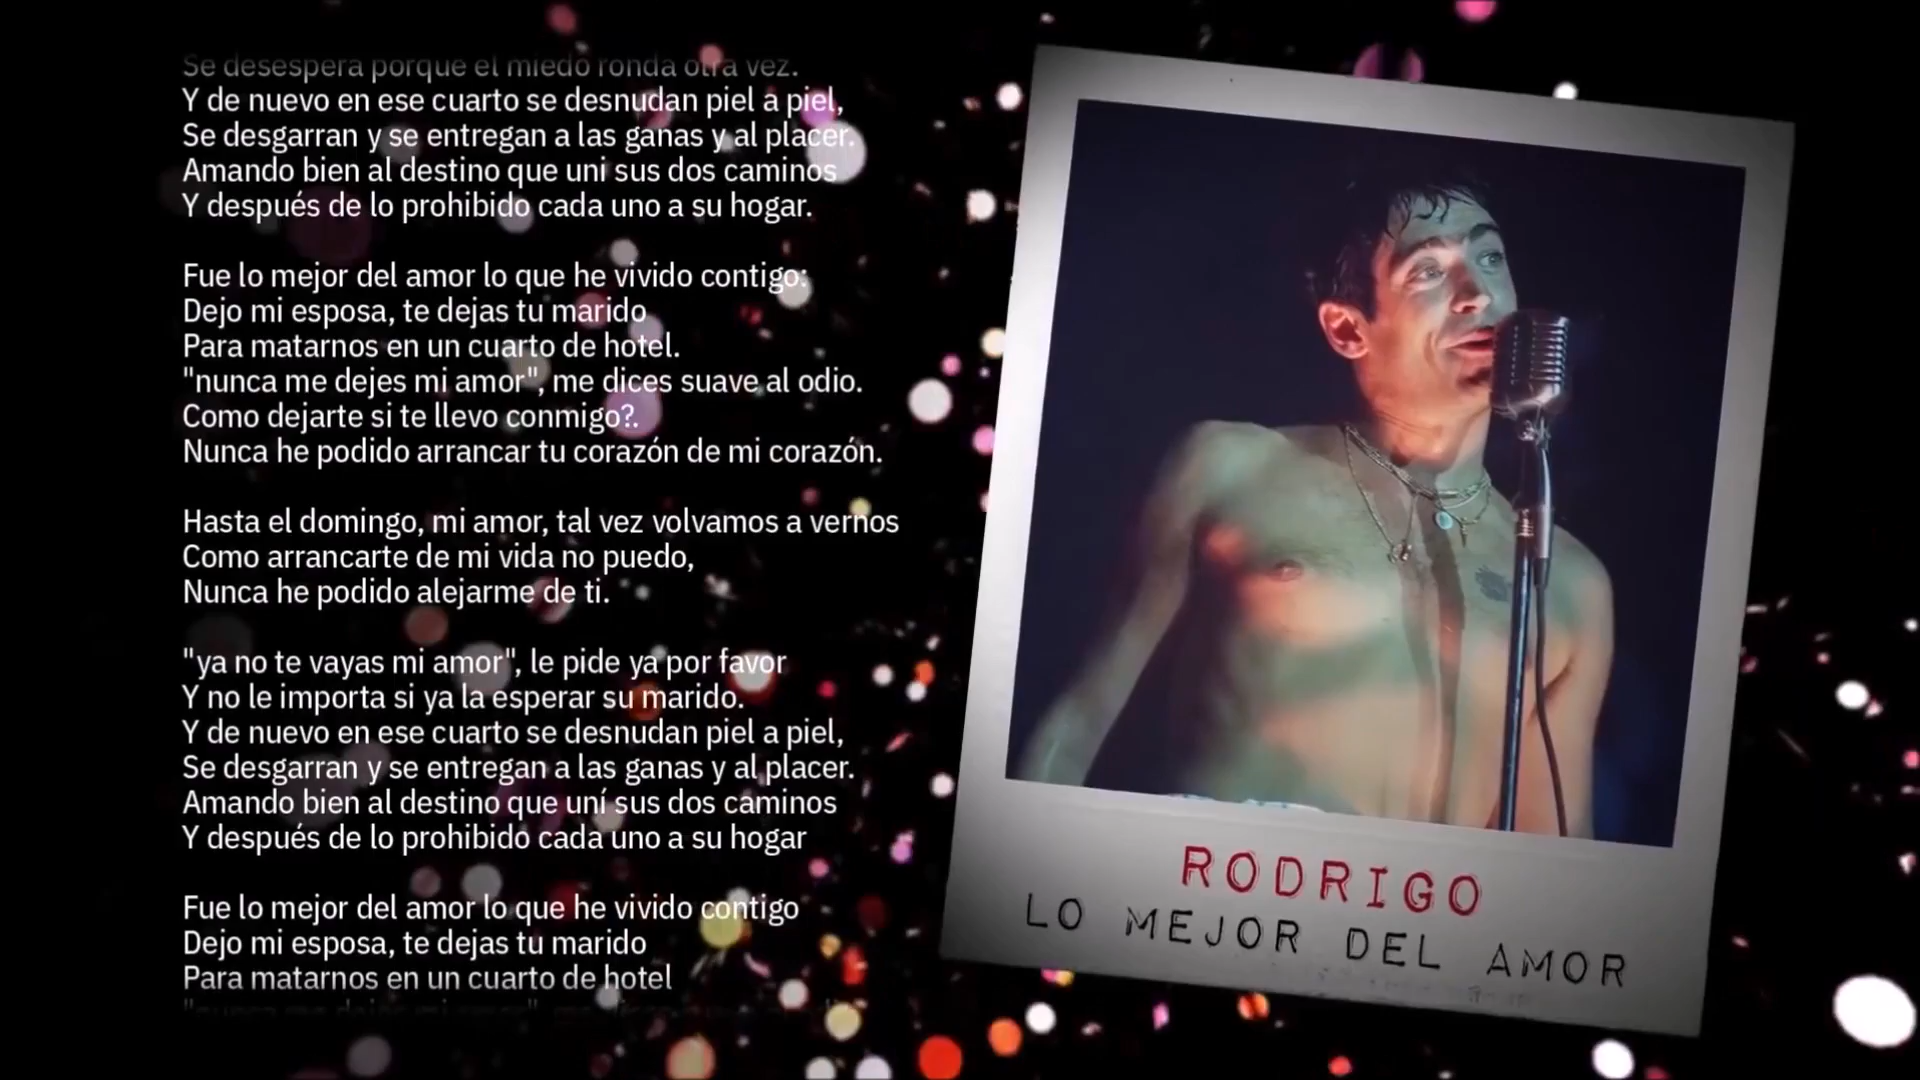 Se desespera porque el miedo ronda otra vez.
Y de nuevo en ese cuarto se desnudan piel a piel,
Se desgarran y se entregan a las ganas y al placer.
Amando bien al destino que uni sus dos caminos
Y después de lo prohibido cada uno a su hogar.
Fue lo mejor del amor lo que he vivido contigo:
Dejo mi esposa, te dejas tu marido
Para matarnos en un cuarto de hotel.
"nunca me dejes mi amor", me dices suave al odio.
Como dejarte si te llevo conmigo?.
Nunca he podido arrancar tu corazón de mi corazón.
Hasta el domingo, mi amor, tal vez volvamos a vernos
Como arrancarte de mi vida no puedo,
Nunca he podido alejarme de ti.
"ya no te vayas mi amor", le pide ya por favor
Y no le importa si ya la esperar su marido.
Y de nuevo en ese cuarto se desnudan piel a piel,
Se desgarran y se entregan a las ganas y al placer.
Amando bien al destino que uní sus dos caminos
Y después de lo prohibido cada uno a su hogar
Fue lo mejor del amor lo que he vivido contigo
Dejo mi esposa, te dejas tu marido
Para matarnos en un cuarto de hotel
RODRIGO
LO MEJOR DEL AMOR